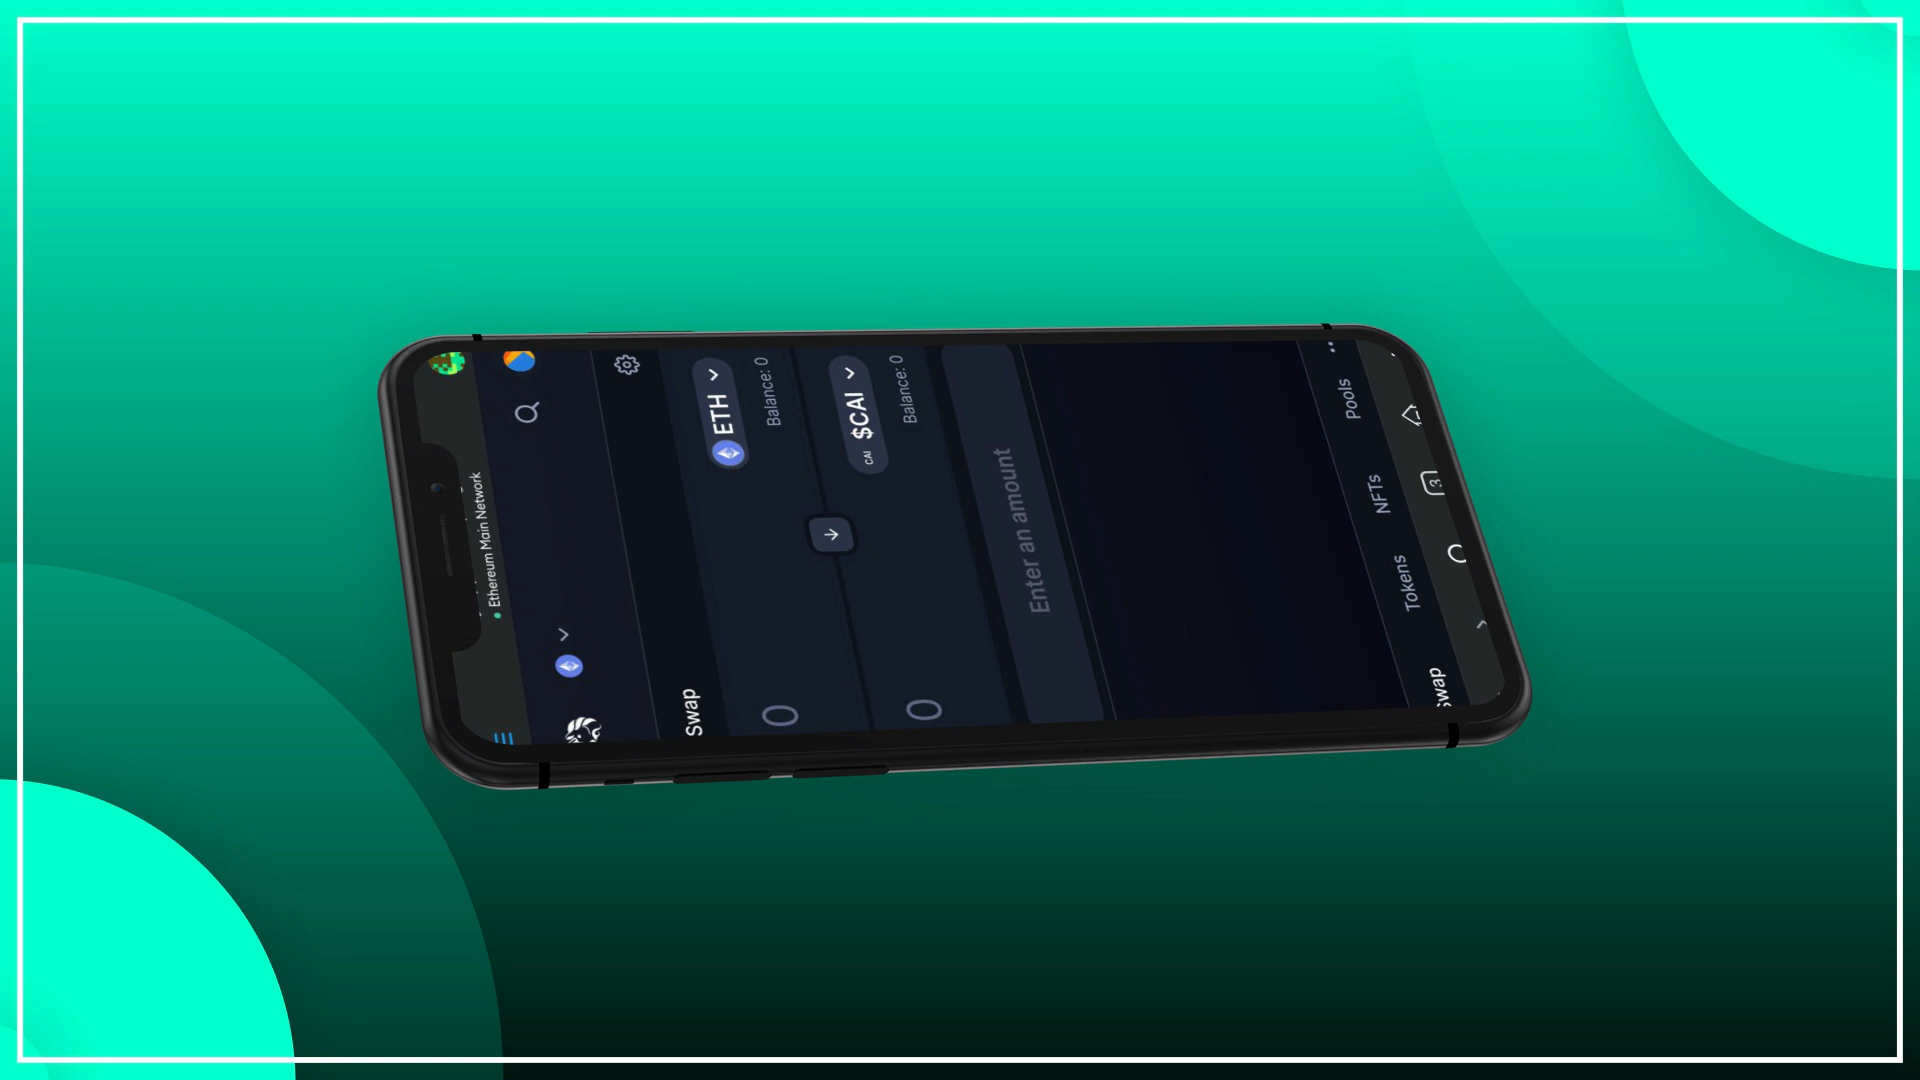 Ethereum Main Network
Swap
0
ETH
Balance: 0
0
CAI $CAI
Balance: 0
Enter an amount
Swap
Tokens
NFTs
Pools
3